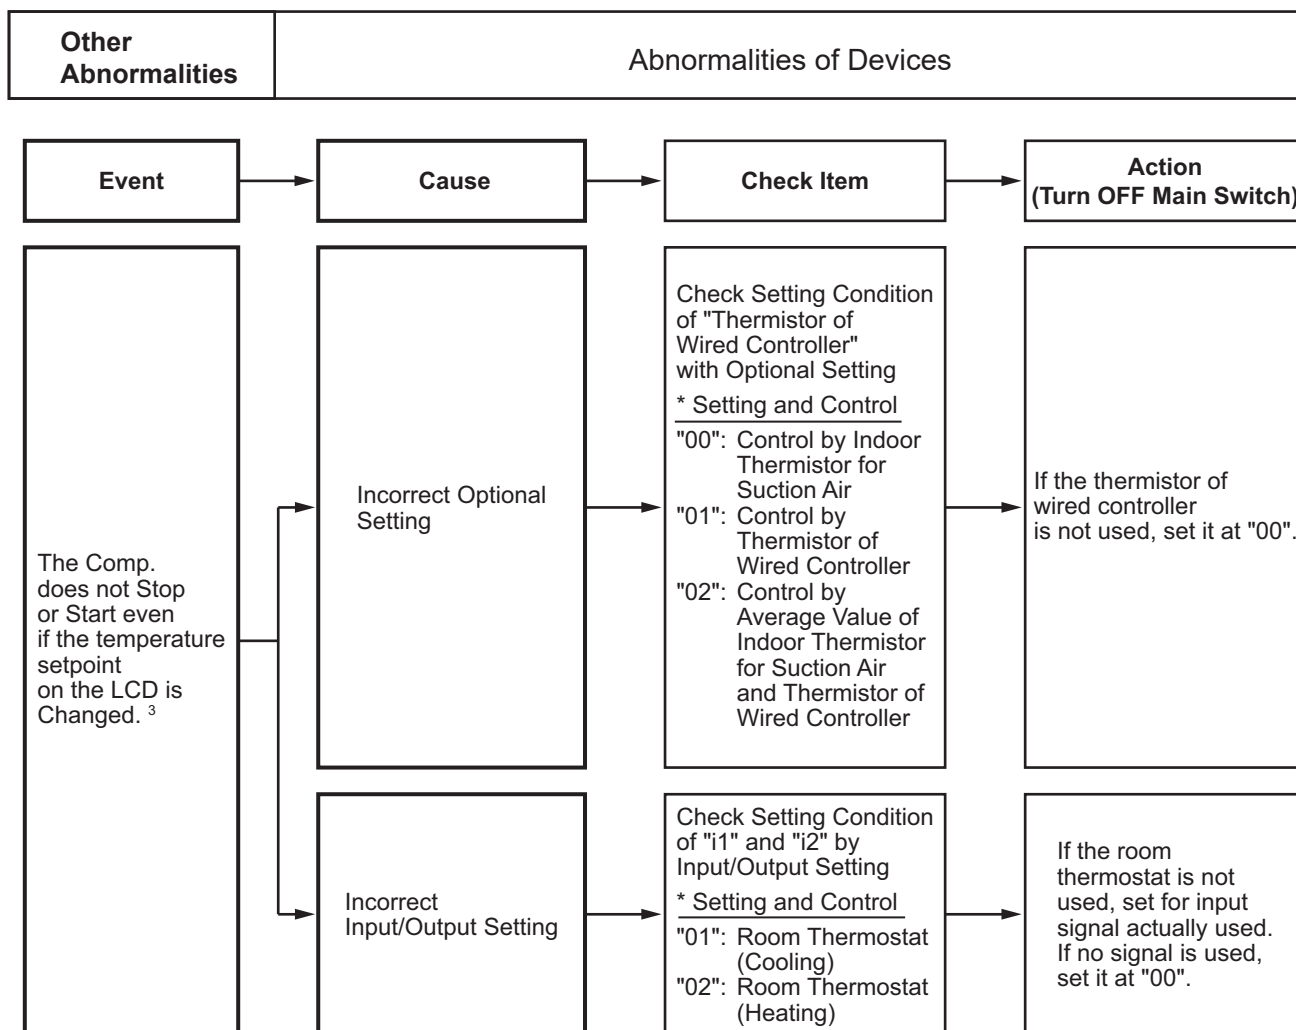 Other
Abnormalities
Abnormalities of Devices
Event
Cause
Check Item
Action
(Turn OFF Main Switch)
The Comp.
does not Stop
or Start even
if the temperature
setpoint
on the LCD is
Changed. 3
Incorrect Optional
Setting
Check Setting Condition
of "Thermistor of
Wired Controller"
with Optional Setting
* Setting and Control
"00": Control by Indoor
Thermistor for
Suction Air
"01": Control by
Thermistor of
Wired Controller
"02": Control by
Average Value of
Indoor Thermistor
for Suction Air
and Thermistor of
Wired Controller
If the thermistor of
wired controller
is not used, set it at "00".
Incorrect
Input/Output Setting
Check Setting Condition
of "i1" and "i2" by
Input/Output Setting
* Setting and Control
"01": Room Thermostat
(Cooling)
"02": Room Thermostat
(Heating)
If the room
thermostat is not
used, set for input
signal actually used.
If no signal is used,
set it at "00".